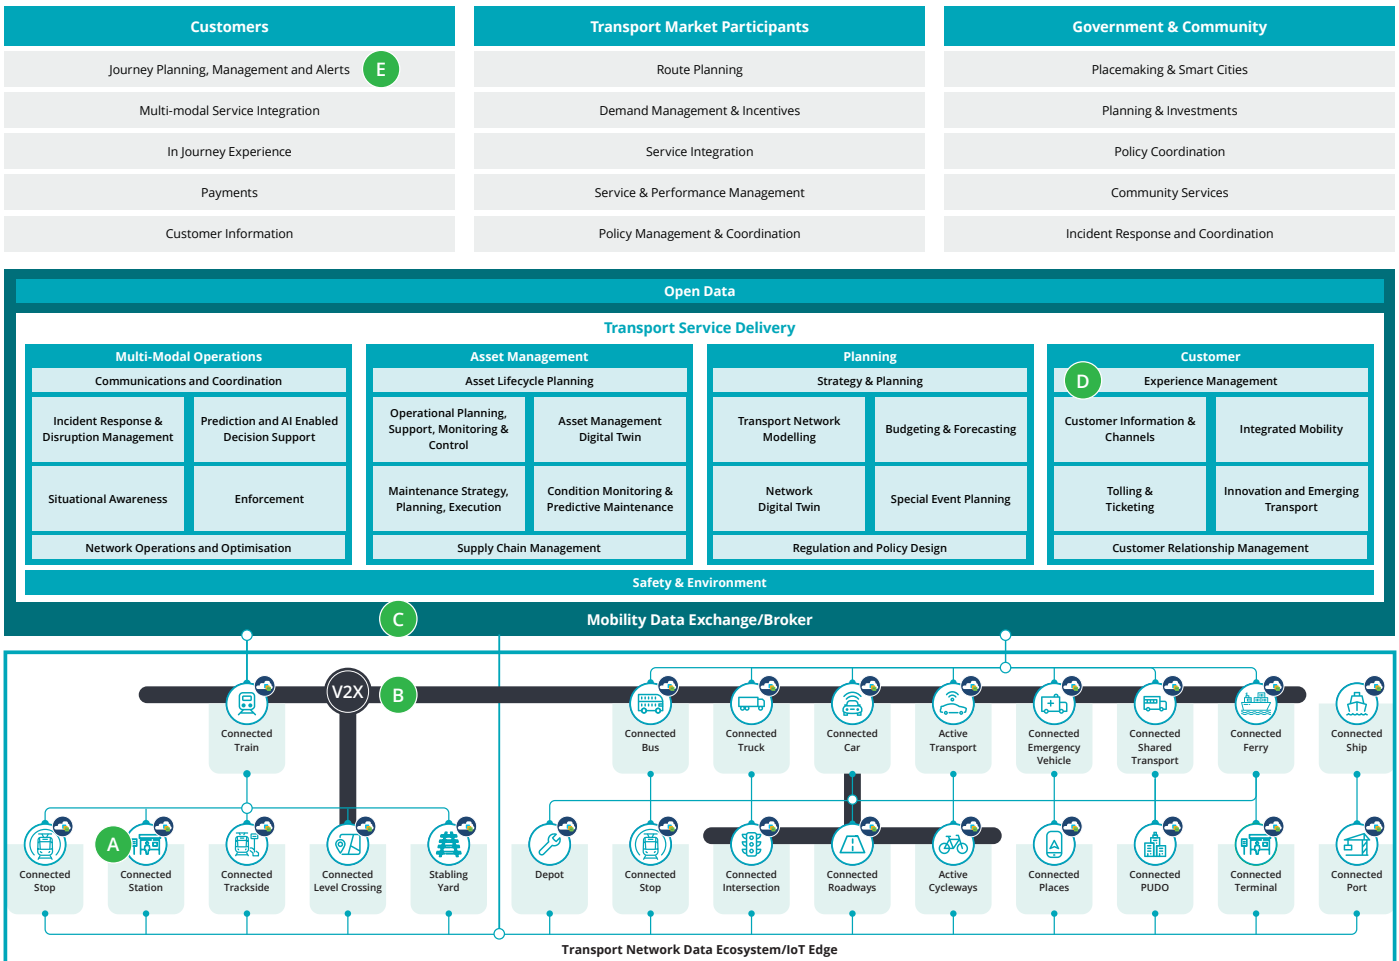 Customers
Journey Planning, Management and Alerts
E
Multi-modal Service Integration
In Journey Experience
Payments
Customer Information
Transport Market Participants
Route Planning
Demand Management & Incentives
Service Integration
Service & Performance Management
Policy Management & Coordination
Government & Community
Placemaking & Smart Cities
Planning & Investments
Policy Coordination
Community Services
Incident Response and Coordination
Open Data
Transport Service Delivery
Multi-Modal Operations
Communications and Coordination
Incident Response &
Disruption Management
Prediction and AI Enabled
Decision Support
Situational Awareness
Enforcement
Network Operations and Optimisation
Asset Management
Asset Lifecycle Planning
Operational Planning,
Support, Monitoring &
Control
Asset Management
Digital Twin
Maintenance Strategy,
Planning, Execution
Condition Monitoring &
Predictive Maintenance
Supply Chain Management
Planning
Strategy & Planning
Transport Network
Modelling
Budgeting & Forecasting
Network
Digital Twin
Special Event Planning
Regulation and Policy Design
Customer
D
Experience Management
Customer Information &
Channels
Integrated Mobility
Tolling &
Ticketing
Innovation and Emerging
Transport
Customer Relationship Management
Safety & Environment
C
Mobility Data Exchange/Broker
V2X
B
Connected
Train
Connected
Bus
Connected
Truck
Connected
Car
Active
Transport
Connected
Emergency
Vehicle
Connected
Shared
Transport
Connected
Ferry
Connected
Ship
A
Connected
Stop
Connected
Station
Connected
Trackside
Connected
Level Crossing
Stabling
Yard
Depot
Connected
Stop
Connected
Intersection
Connected
Roadways
Active
Cycleways
Connected
Places
Connected
PUDO
Connected
Terminal
Connected
Port
Transport Network Data Ecosystem/IoT Edge